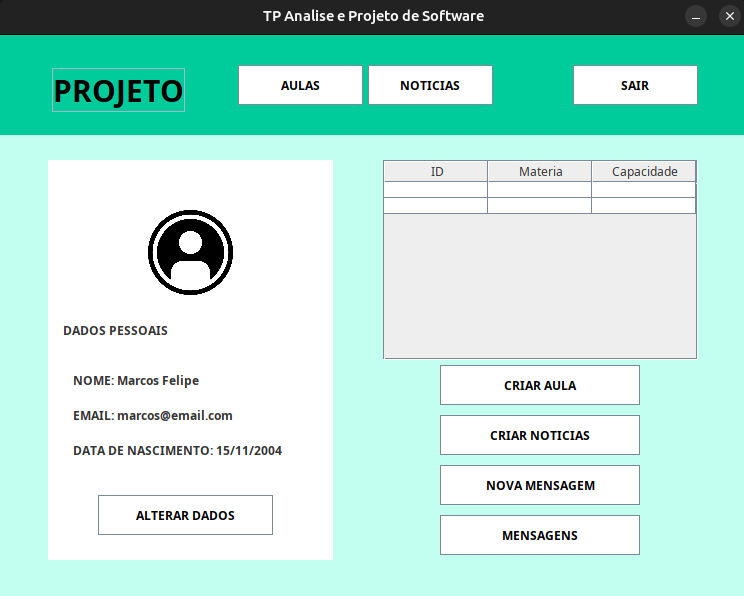 TP Analise e Projeto de Software
PROJETO
AULAS
NOTICIAS
SAIR
DADOS PESSOAIS
NOME: Marcos Felipe
EMAIL: marcos@email.com
DATA DE NASCIMENTO: 15/11/2004
ALTERAR DADOS
ID Materia Capacidade
CRIAR AULA
CRIAR NOTICIAS
NOVA MENSAGEM
MENSAGENS